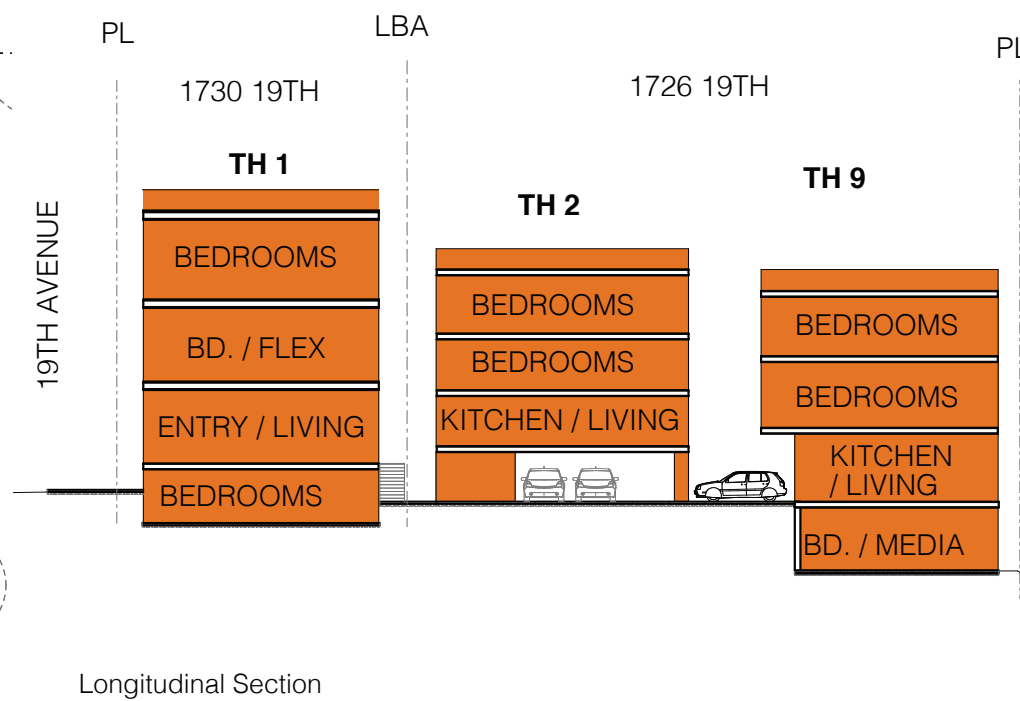 PL
LBA
PL
1730 19TH
1726 19TH
TH 1
TH 2
TH 9
19TH AVENUE
BEDROOMS
BD. / FLEX
ENTRY / LIVING
BEDROOMS
BEDROOMS
BEDROOMS
KITCHEN / LIVING
BEDROOMS
BEDROOMS
KITCHEN
/ LIVING
BD. / MEDIA
Longitudinal Section